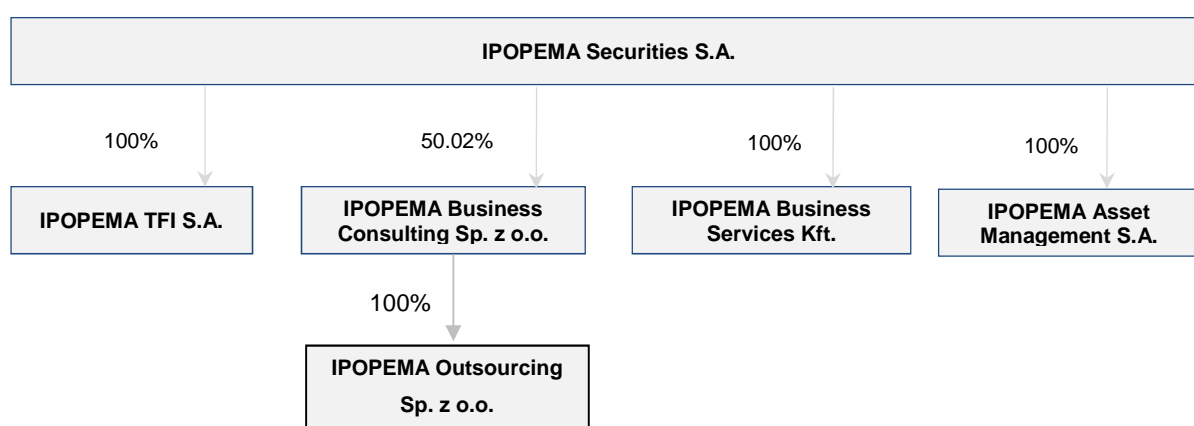 IPOPEMA Securities S.A.
100%
50.02%
100%
100%
IPOPEMA TFI S.A.
IPOPEMA Business
Consulting Sp. z o.o.
IPOPEMA Business
Services Kft.
IPOPEMA Asset
Management S.A.
100%
IPOPEMA Outsourcing
Sp. z o.o.